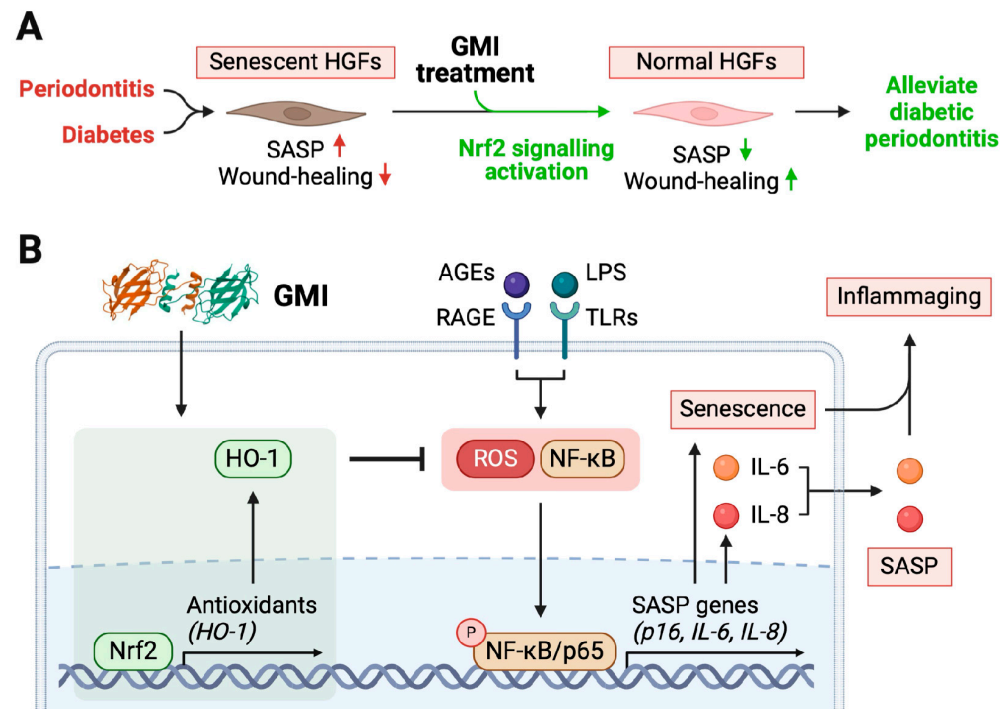 A
Periodontitis
Diabetes
Senescent HGFs
SASP ↑
Wound-healing ↓
GMI
treatment
Nrf2 signalling
activation
Normal HGFs
SASP ↓
Wound-healing ↑
Alleviate
diabetic
periodontitis
B
GMI
AGEs
LPS
RAGE
TLRs
Inflammaging
Senescence
HO-1
ROS
NF-κB
IL-6
IL-8
SASP
Antioxidants
(HO-1)
Nrf2
P
NF-κB/p65
SASP genes
(p16, IL-6, IL-8)